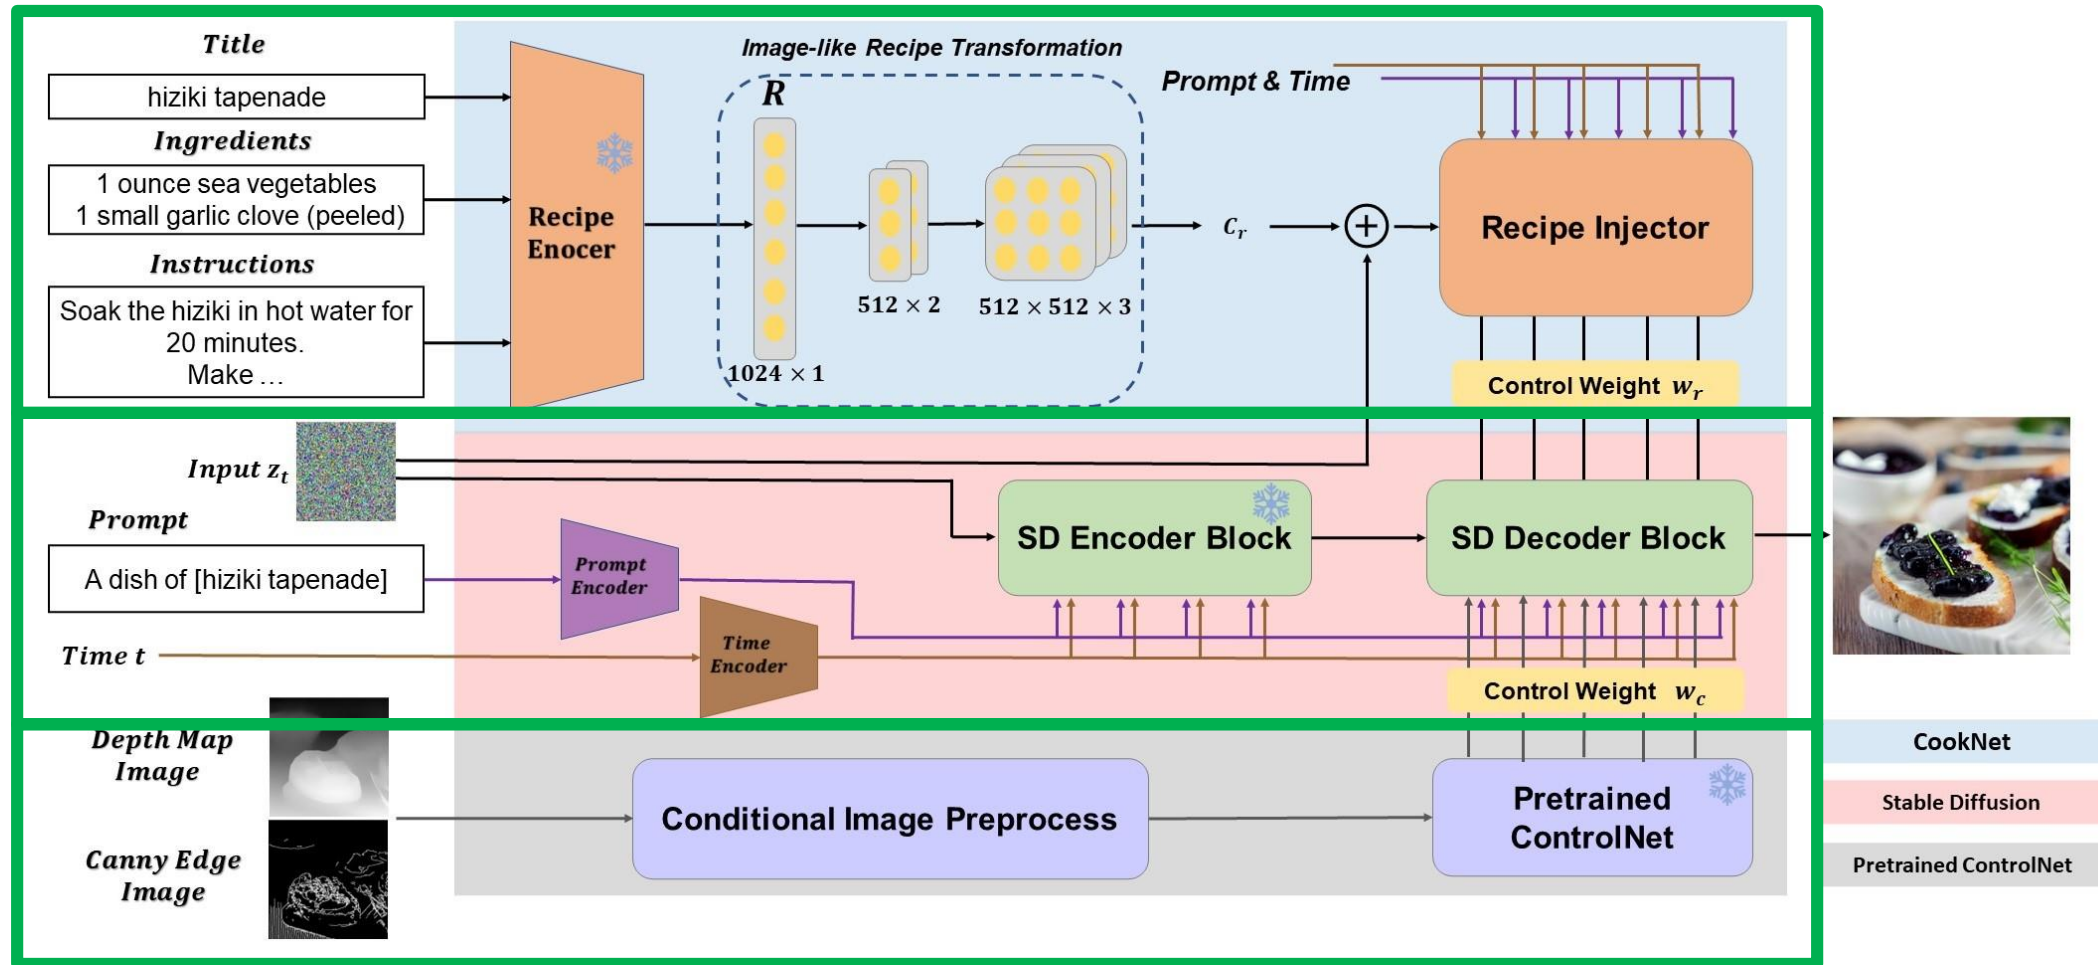 Title
hiziki tapenade
Ingredients
1 ounce sea vegetables
1 small garlic clove (peeled)
Instructions
Soak the hiziki in hot water for
20 minutes.
Make ...
Recipe
Enocer
Image-like Recipe Transformation
R
1024 × 1
512 × 2
512 × 512 × 3
C_r
+
Prompt & Time
Recipe Injector
Control Weight w_r
Input z_t
Prompt
A dish of [hiziki tapenade]
Time t
Prompt
Encoder
Time
Encoder
SD Encoder Block
SD Decoder Block
Control Weight w_c
Depth Map
Image
Canny Edge
Image
Conditional Image Preprocess
Pretrained
ControlNet
CookNet
Stable Diffusion
Pretrained ControlNet